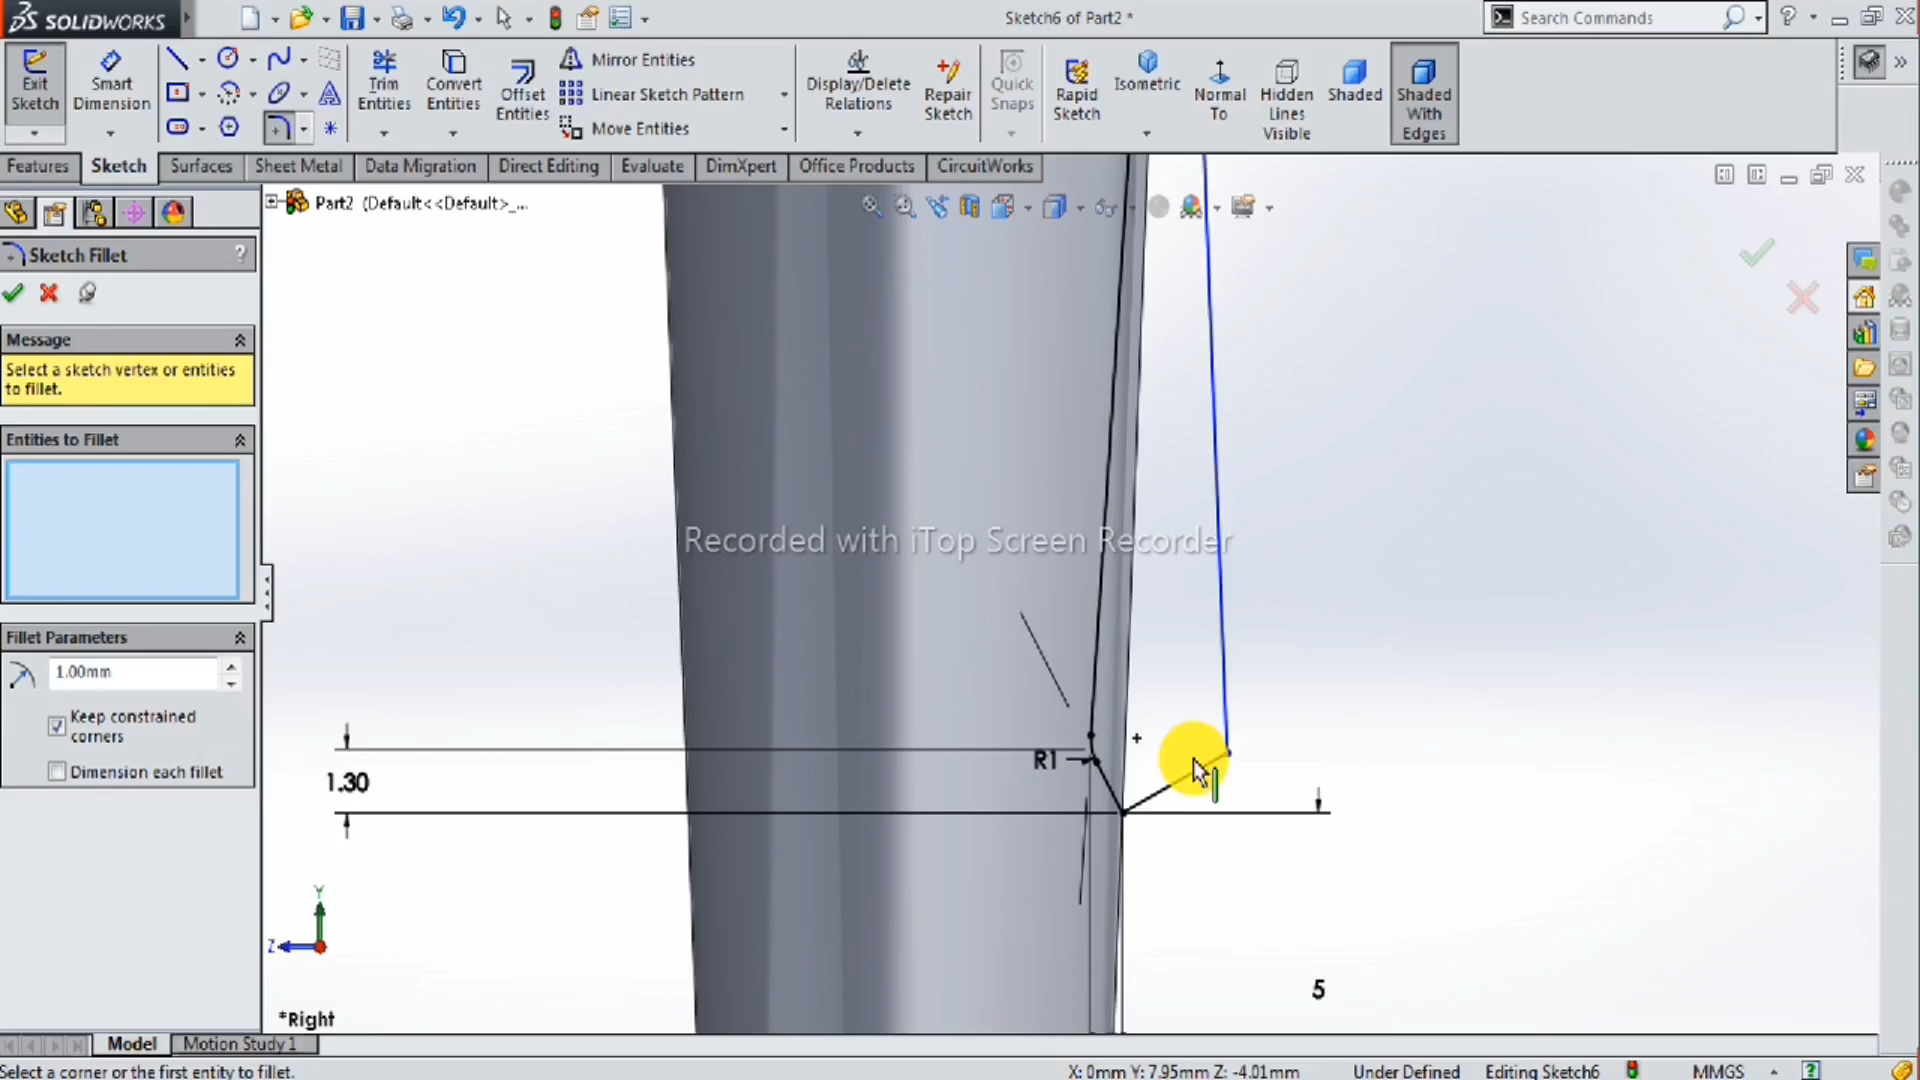 SOLIDWORKS
Sketch6 of Part2 *
Search Commands
Exit Sketch
Smart Dimension
Trim Entities
Convert Entities
Offset Entities
Mirror Entities
Linear Sketch Pattern
Move Entities
Display/Delete Relations
Repair Sketch
Quick Snaps
Rapid Sketch
Isometric
Normal To
Hidden Lines Visible
Shaded
Shaded With Edges
Features
Sketch
Surfaces
Sheet Metal
Data Migration
Direct Editing
Evaluate
DimXpert
Office Products
CircuitWorks
Part2 (Default<<Default>_...
Sketch Fillet
?
Message
Select a sketch vertex or entities
to fillet.
Entities to Fillet
Fillet Parameters
1.00mm
Keep constrained
corners
Dimension each fillet
Recorded with iTop Screen Recorder
R1
1.30
5
Y
Z
*Right
Model
Motion Study 1
Select a corner or the first entity to fillet.
X: 0mm Y: 7.95mm Z: -4.01mm
Under Defined
Editing Sketch6
MMGS